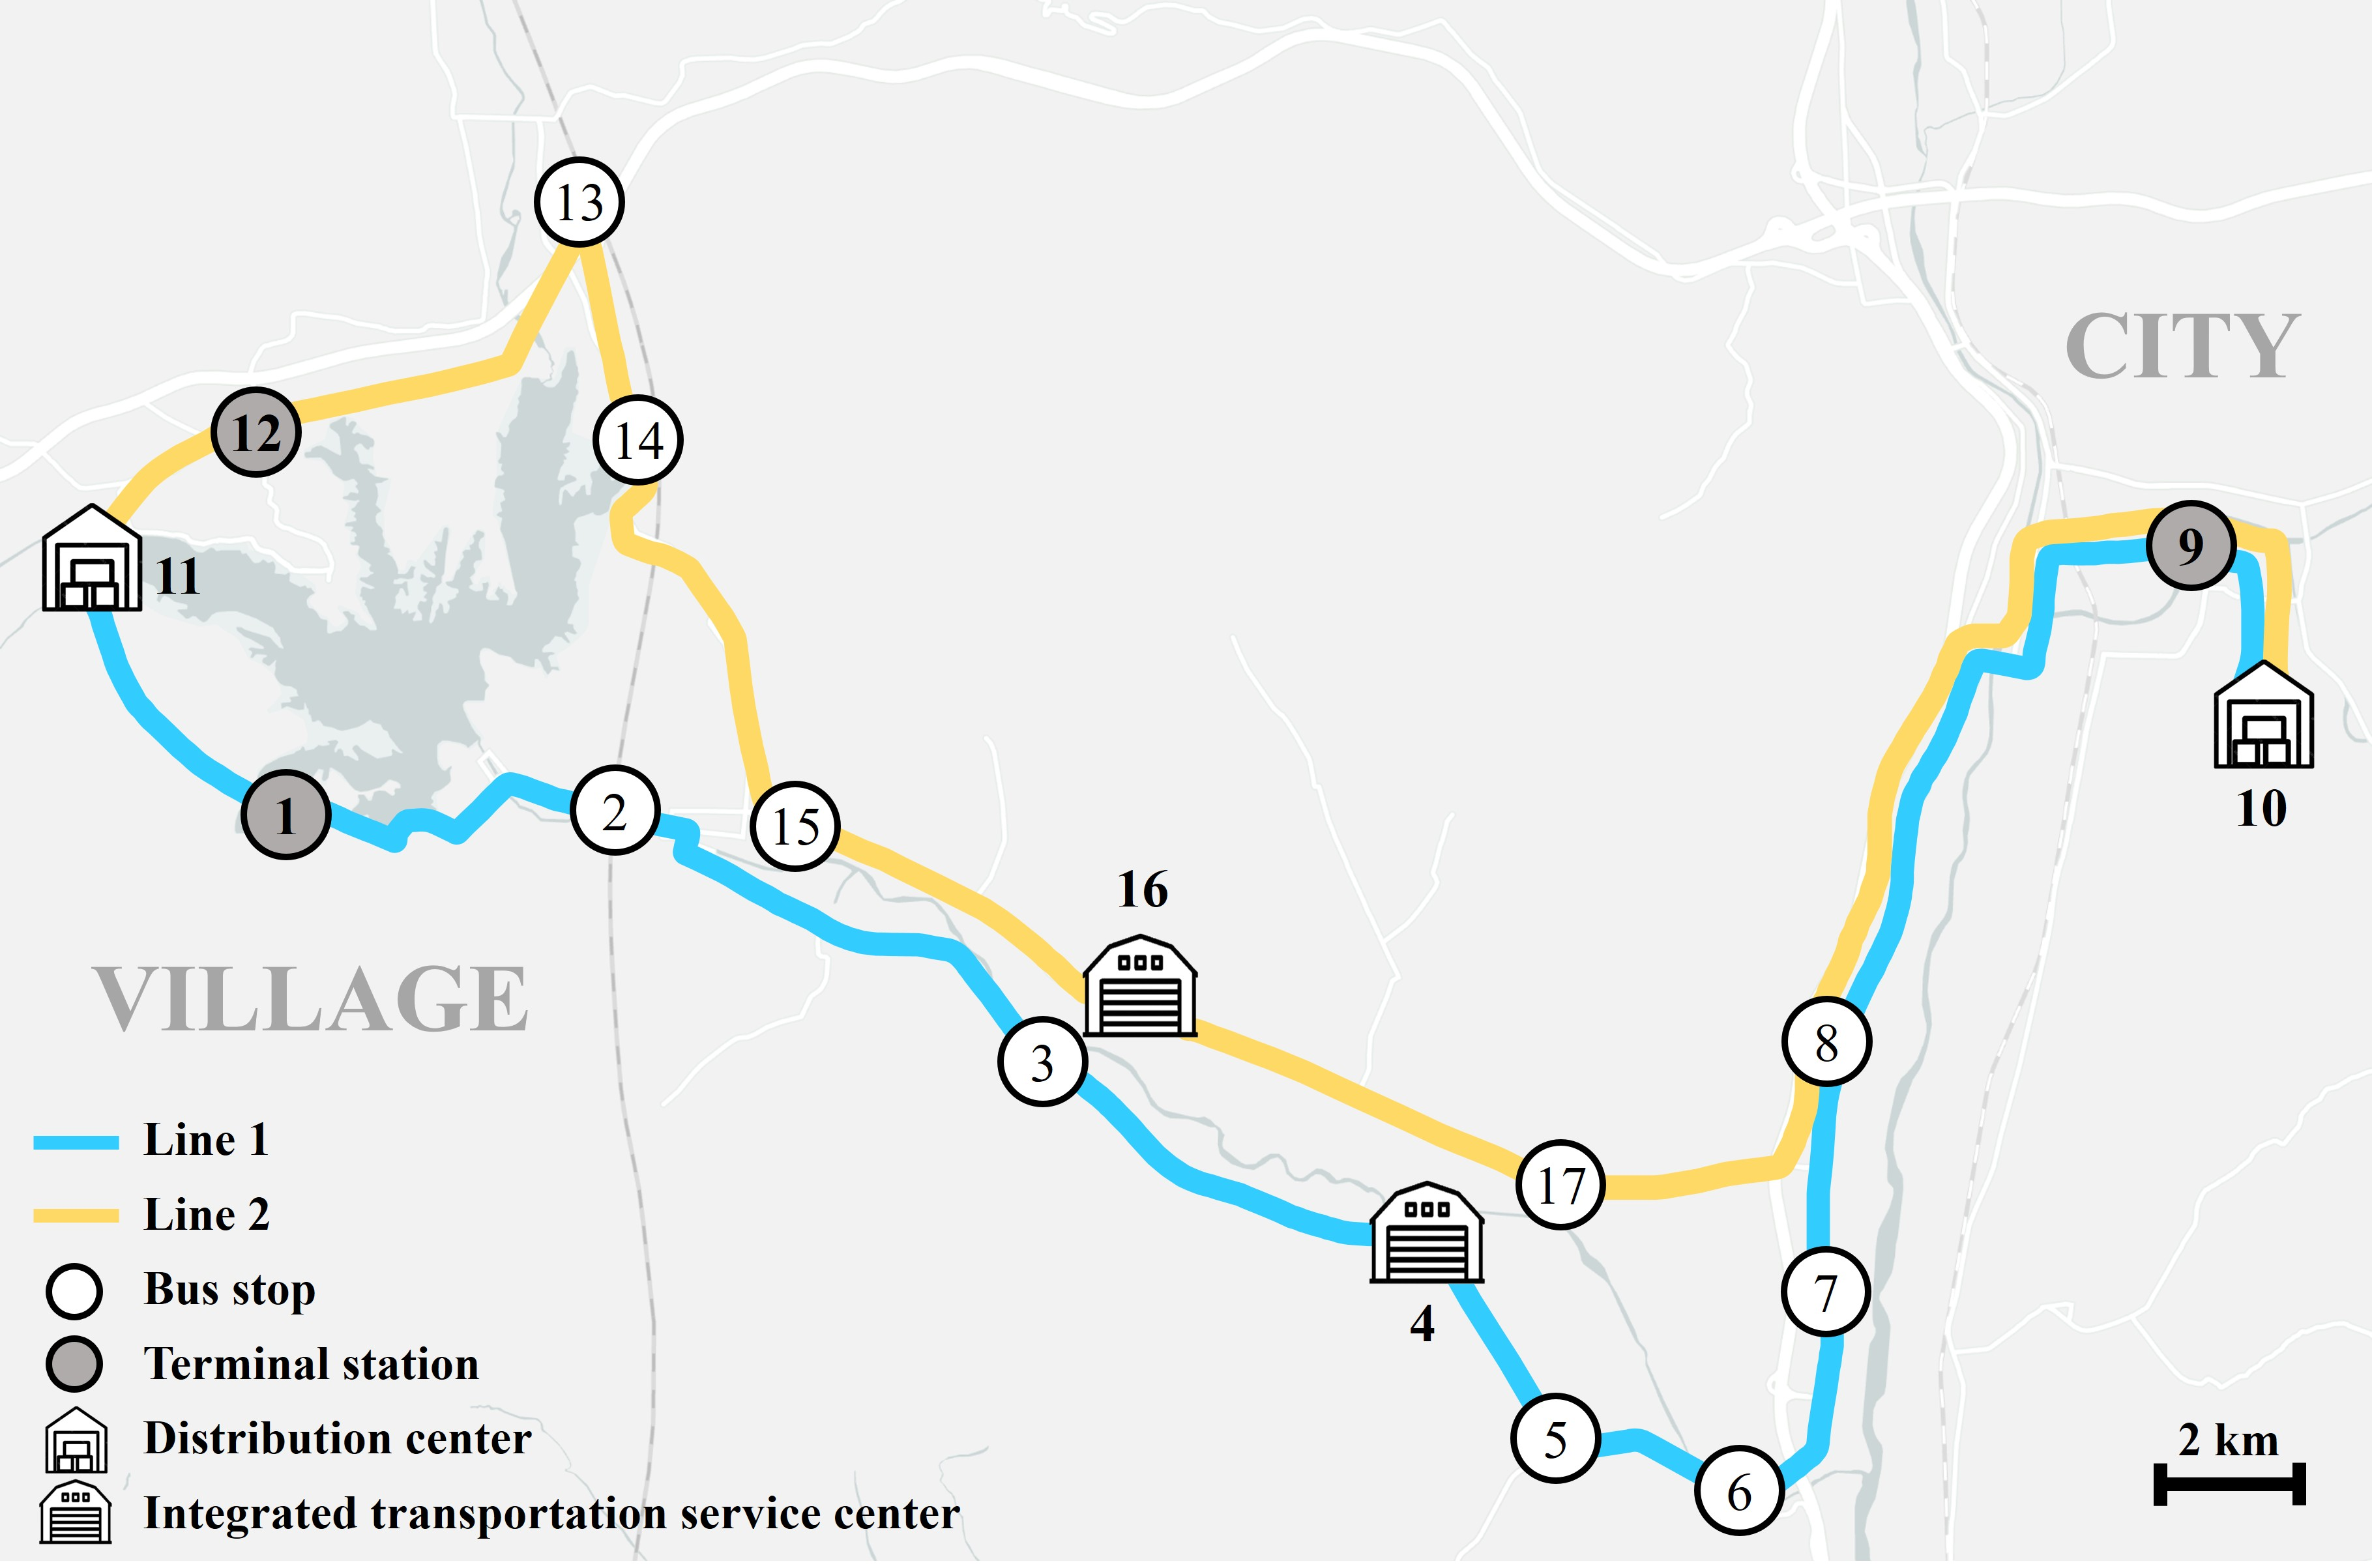 13
CITY
12
14
9
11
10
1
2
15
16
VILLAGE
3
8
17
4
7
5
6
Line 1
Line 2
Bus stop
Terminal station
Distribution center
Integrated transportation service center
2 km